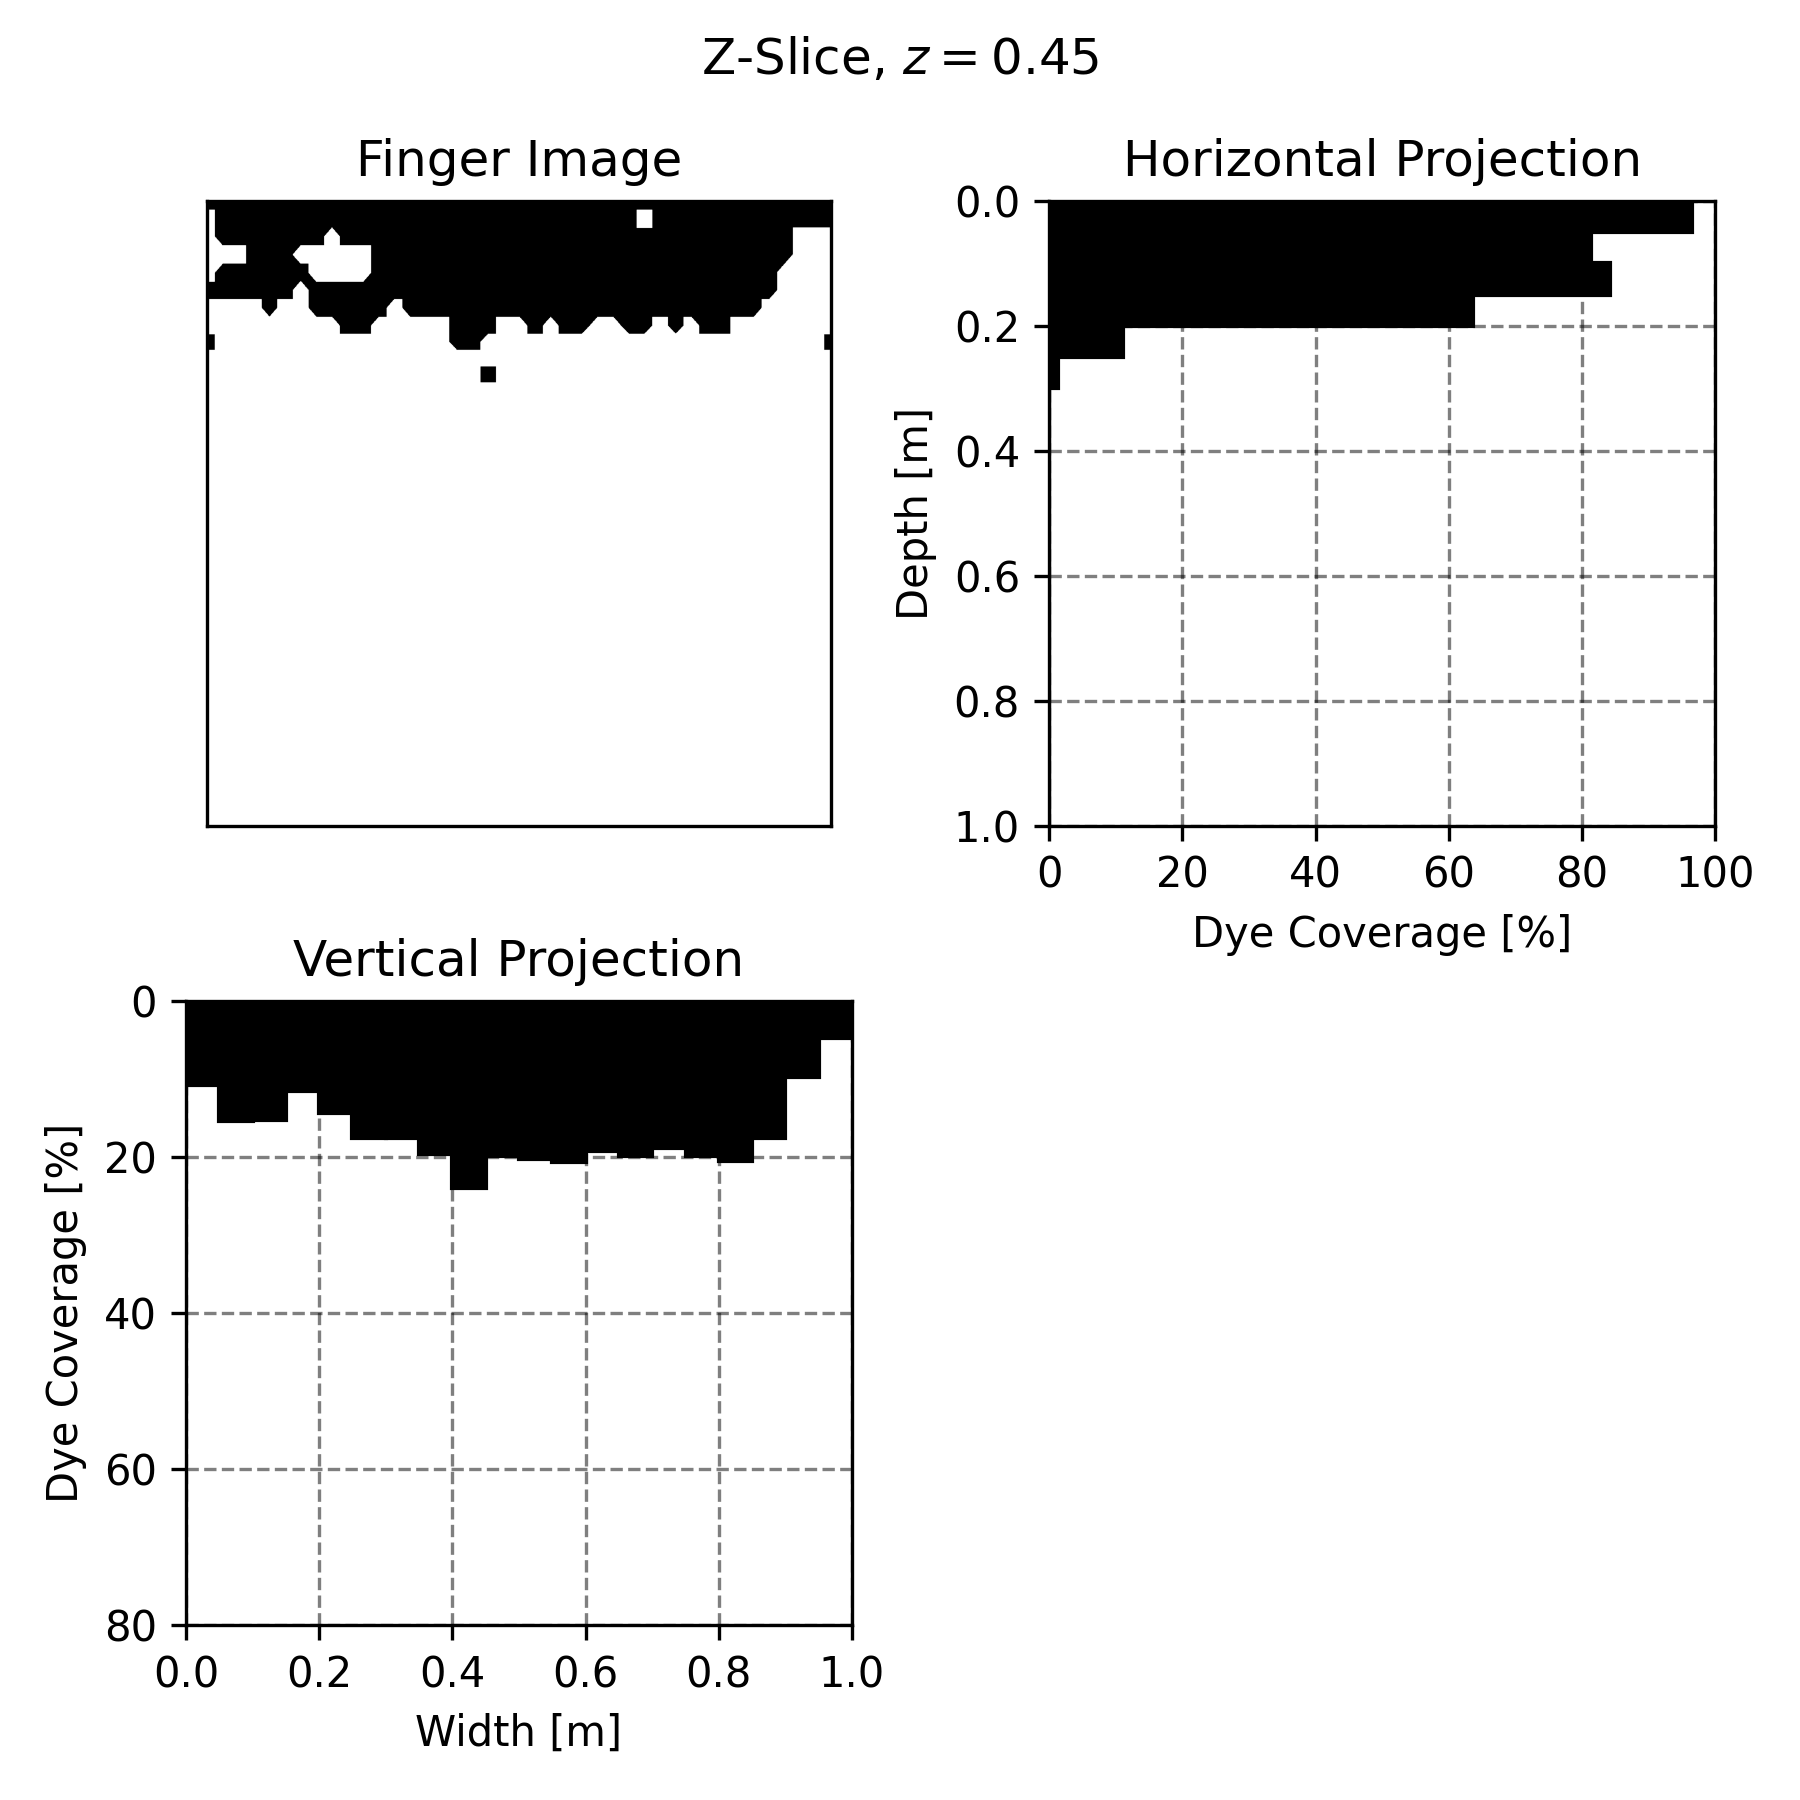 Z-Slice, z = 0.45
Finger Image
Horizontal Projection
0.0
0.2
0.4
0.6
0.8
1.0
Depth [m]
0 20 40 60 80 100
Dye Coverage [%]
Vertical Projection
0
20
40
60
80
Dye Coverage [%]
0.0 0.2 0.4 0.6 0.8 1.0
Width [m]